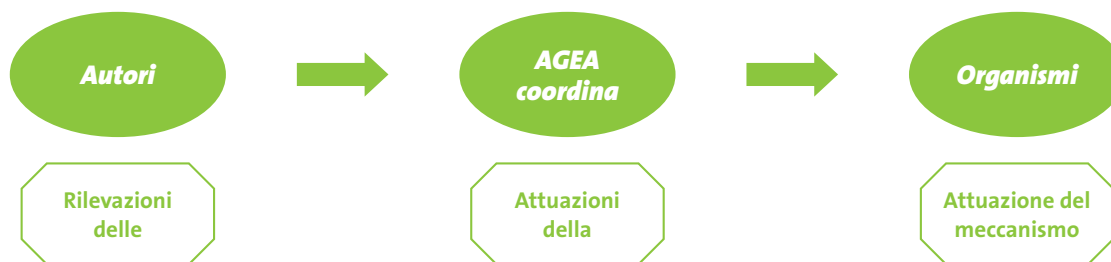 Autori
AGEA
coordina
Organismi
Rilevazioni
delle
Attuazioni
della
Attuazione del
meccanismo